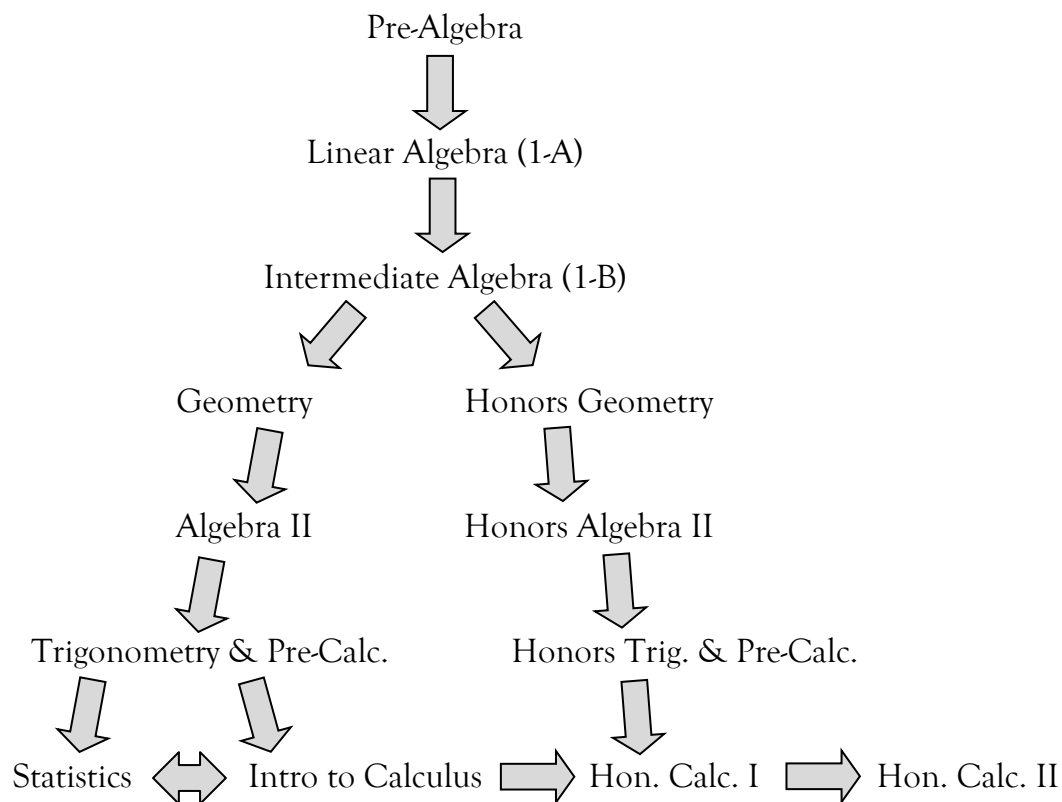 Pre-Algebra
Linear Algebra (1-A)
Intermediate Algebra (1-B)
Geometry
Honors Geometry
Algebra II
Honors Algebra II
Trigonometry & Pre-Calc.
Honors Trig. & Pre-Calc.
Statistics
Intro to Calculus
Hon. Calc. I
Hon. Calc. II